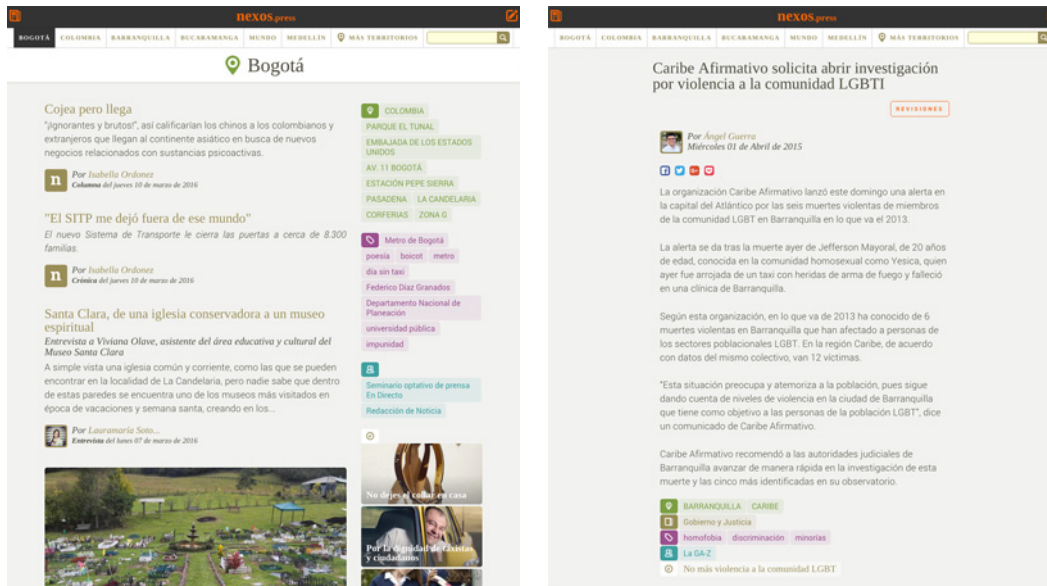 nexos.press
BOGOTÁ COLOMBIA BARRANQUILLA BUCARAMANGA MUNDO MEDELLÍN MÁS TERRITORIOS
Bogotá
Cojea pero llega
"¡Ignorantes y brutos!", así calificarían los chinos a los colombianos y
extranjeros que llegan al continente asiático en busca de nuevos
negocios relacionados con sustancias psicoactivas.
n
Por Isabella Ordonez
Columna del jueves 10 de marzo de 2016
"El SITP me dejó fuera de ese mundo"
El nuevo Sistema de Transporte le cierra las puertas a cerca de 8.300
familias.
n
Por Isabella Ordonez
Crónica del jueves 10 de marzo de 2016
Santa Clara, de una iglesia conservadora a un museo
espiritual
Entrevista a Viviana Olave, asistente del área educativa y cultural del
Museo Santa Clara
A simple vista una iglesia común y corriente, como las que se pueden
encontrar en la localidad de La Candelaria, pero nadie sabe que dentro
de estas paredes se encuentra uno de los museos más visitados en
época de vacaciones y semana santa, creando en los...
Por Lauramaría Soto...
Entrevista del lunes 07 de marzo de 2016
COLOMBIA
PARQUE EL TUNAL
EMBAJADA DE LOS ESTADOS
UNIDOS
AV. 11 BOGOTÁ
ESTACIÓN PEPE SIERRA
PASADENA LA CANDELARIA
CORFERIAS ZONA G
Metro de Bogotá
poesía boicot metro
día sin taxi
Federico Díaz Granados
Departamento Nacional de
Planeación
universidad pública
impunidad
Seminario optativo de prensa
En Directo
Redacción de Noticia
No dejes el collar en casa
Por la dignidad de taxistas
y ciudadanos
nexos.press
BOGOTÁ COLOMBIA BARRANQUILLA BUCARAMANGA MUNDO MEDELLÍN MÁS TERRITORIOS
Caribe Afirmativo solicita abrir investigación
por violencia a la comunidad LGBTI
REVISIONES
Por Ángel Guerra
Miércoles 01 de Abril de 2015
La organización Caribe Afirmativo lanzó este domingo una alerta en
la capital del Atlántico por las seis muertes violentas de miembros
de la comunidad LGBT en Barranquilla en lo que va el 2013.
La alerta se da tras la muerte ayer de Jefferson Mayoral, de 20 años
de edad, conocida en la comunidad homosexual como Yesica, quien
ayer fue arrojada de un taxi con heridas de arma de fuego y falleció
en una clínica de Barranquilla.
Según esta organización, en lo que va de 2013 ha conocido de 6
muertes violentas en Barranquilla que han afectado a personas de
los sectores poblacionales LGBT. En la región Caribe, de acuerdo
con datos del mismo colectivo, van 12 víctimas.
"Esta situación preocupa y atemoriza a la población, pues sigue
dando cuenta de niveles de violencia en la ciudad de Barranquilla
que tiene como objetivo a las personas de la población LGBT", dice
un comunicado de Caribe Afirmativo.
Caribe Afirmativo recomendó a las autoridades judiciales de
Barranquilla avanzar de manera rápida en la investigación de esta
muerte y las cinco más identificadas en su observatorio.
BARRANQUILLA CARIBE
Gobierno y Justicia
homofobia discriminación minorías
La GA-Z
No más violencia a la comunidad LGBT